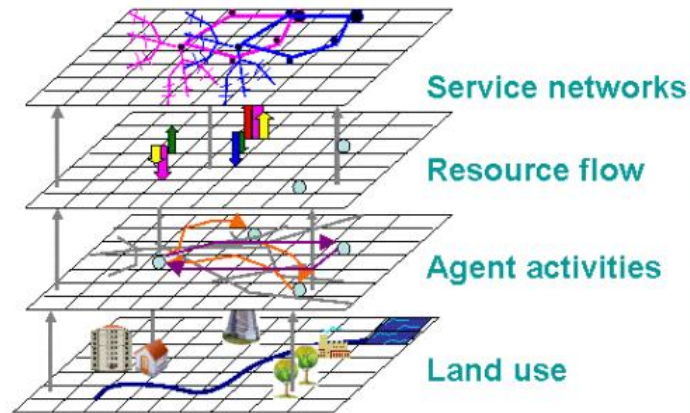 Service networks
Resource flow
Agent activities
Land use